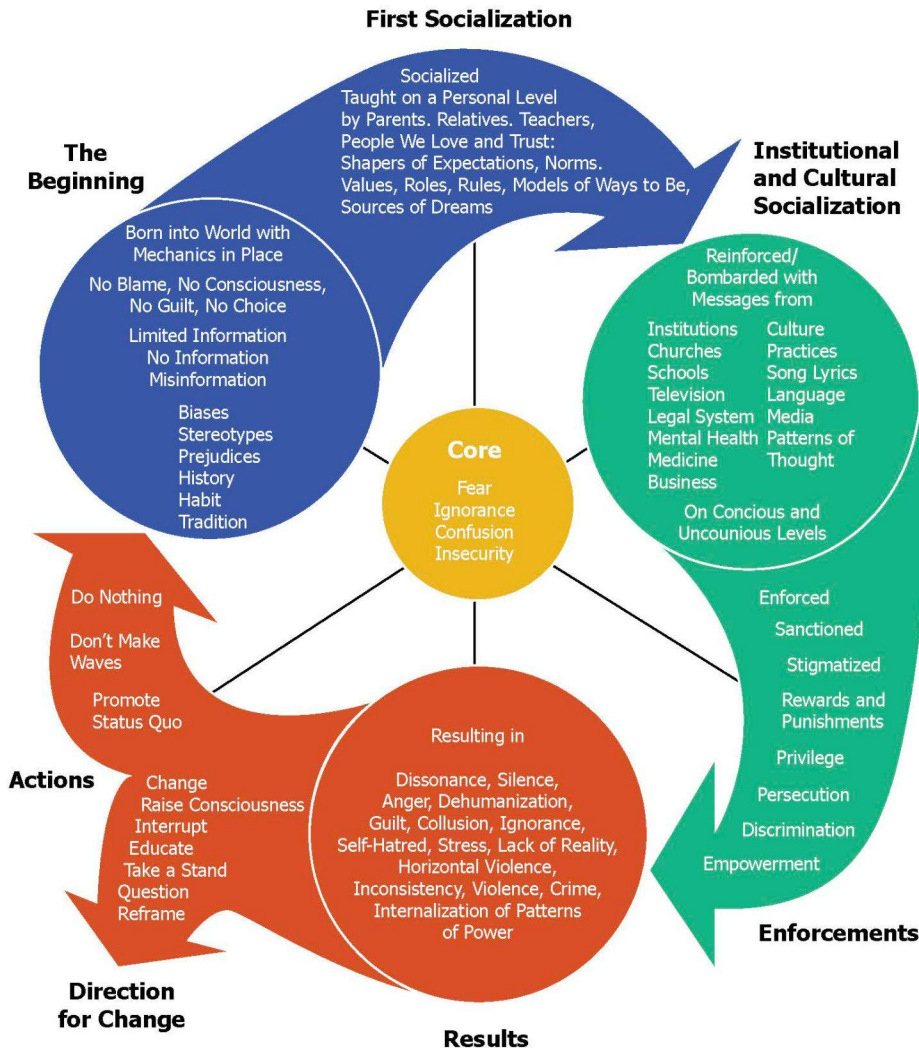 First Socialization
Socialized
Taught on a Personal Level
by Parents. Relatives. Teachers,
People We Love and Trust:
Shapers of Expectations, Norms.
Values, Roles, Rules, Models of Ways to Be,
Sources of Dreams
The
Beginning
Born into World with
Mechanics in Place
No Blame, No Consciousness,
No Guilt, No Choice
Limited Information
No Information
Misinformation
Biases
Stereotypes
Prejudices
History
Habit
Tradition
Institutional
and Cultural
Socialization
Reinforced/
Bombarded with
Messages from
Institutions
Churches
Schools
Television
Legal System
Mental Health
Medicine
Business
Culture
Practices
Song Lyrics
Language
Media
Patterns of
Thought
On Concious and
Uncounious Levels
Core
Fear
Ignorance
Confusion
Insecurity
Enforced
Sanctioned
Stigmatized
Rewards and
Punishments
Privilege
Persecution
Discrimination
Empowerment
Enforcements
Resulting in
Dissonance, Silence,
Anger, Dehumanization,
Guilt, Collusion, Ignorance,
Self-Hatred, Stress, Lack of Reality,
Horizontal Violence,
Inconsistency, Violence, Crime,
Internalization of Patterns
of Power
Results
Do Nothing
Don't Make
Waves
Promote
Status Quo
Actions
Change
Raise Consciousness
Interrupt
Educate
Take a Stand
Question
Reframe
Direction
for Change